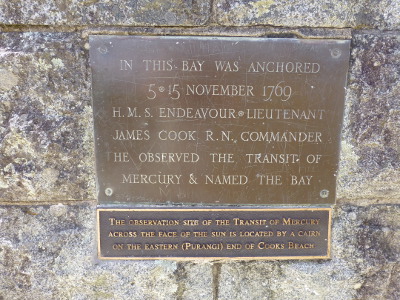 IN THIS BAY WAS ANCHORED
5-15 NOVEMBER 1769
H.M.S. ENDEAVOUR • LIEUTENANT
JAMES COOK R.N. COMMANDER
HE OBSERVED THE TRANSIT OF
MERCURY & NAMED THE BAY
THE OBSERVATION SITE OF THE TRANSIT OF MERCURY
ACROSS THE FACE OF THE SUN IS LOCATED BY A CAIRN
ON THE EASTERN (PURANGI) END OF COOKS BEACH